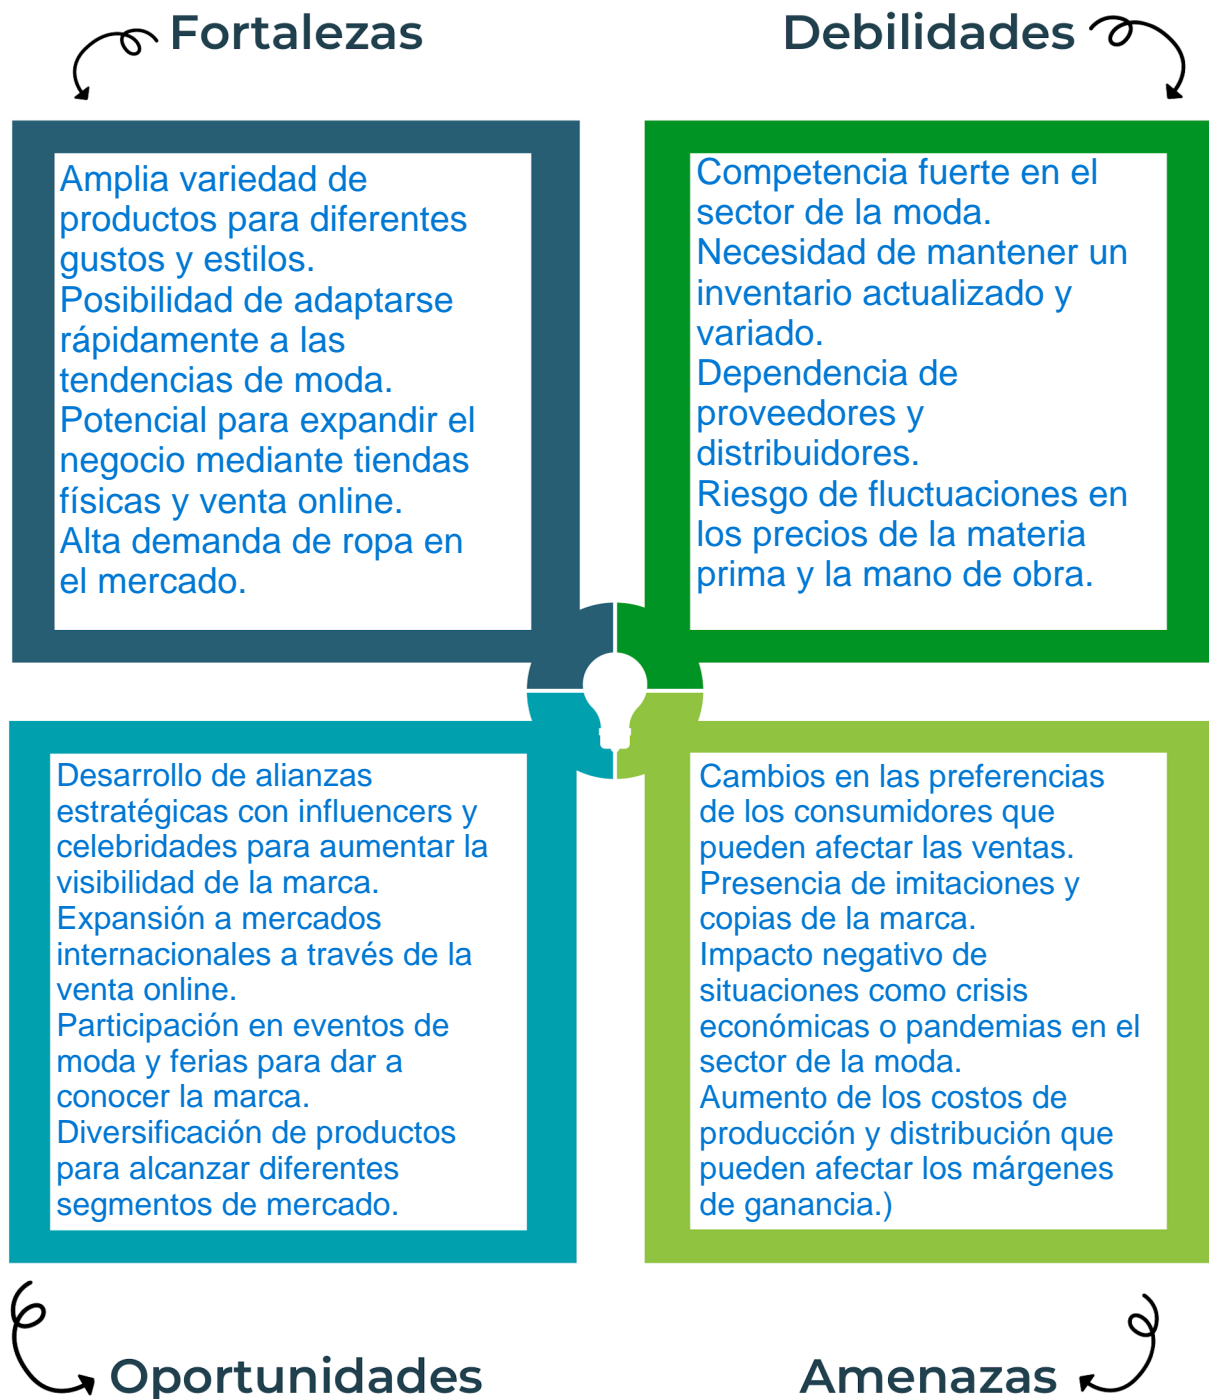 Fortalezas
Amplia variedad de
productos para diferentes
gustos y estilos.
Posibilidad de adaptarse
rápidamente a las
tendencias de moda.
Potencial para expandir el
negocio mediante tiendas
físicas y venta online.
Alta demanda de ropa en
el mercado.
Debilidades
Competencia fuerte en el
sector de la moda.
Necesidad de mantener un
inventario actualizado y
variado.
Dependencia de
proveedores y
distribuidores.
Riesgo de fluctuaciones en
los precios de la materia
prima y la mano de obra.
Desarrollo de alianzas
estratégicas con influencers y
celebridades para aumentar la
visibilidad de la marca.
Expansión a mercados
internacionales a través de la
venta online.
Participación en eventos de
moda y ferias para dar a
conocer la marca.
Diversificación de productos
para alcanzar diferentes
segmentos de mercado.
Oportunidades
Cambios en las preferencias
de los consumidores que
pueden afectar las ventas.
Presencia de imitaciones y
copias de la marca.
Impacto negativo de
situaciones como crisis
económicas o pandemias en el
sector de la moda.
Aumento de los costos de
producción y distribución que
pueden afectar los márgenes
de ganancia.)
Amenazas